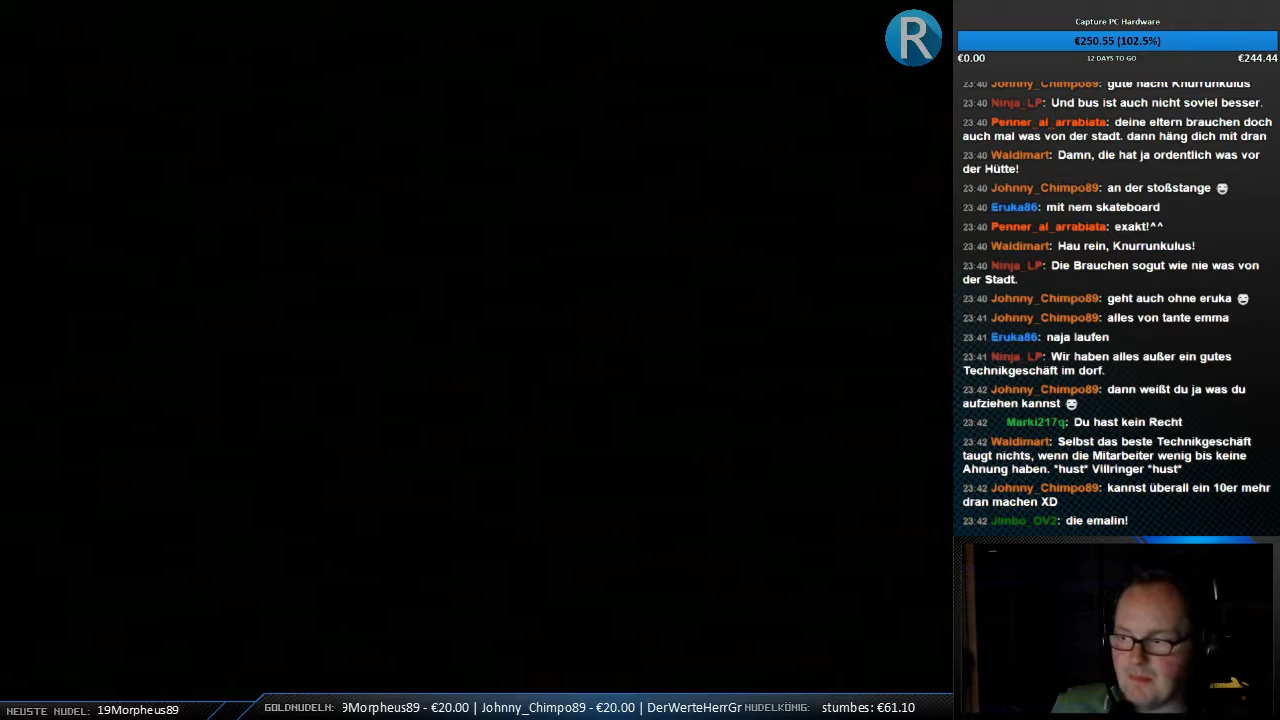 R
Capture PC Hardware
€250.55 (102.5%)
€0.00 12 DAYS TO GO €244.44
23:40 Johnny_Chimpo89: gute nacht Knurrunkulus
23:40 Ninja_LP: Und bus ist auch nicht soviel besser.
23:40 Penner_al_arrabiata: deine eltern brauchen doch
auch mal was von der stadt. dann häng dich mit dran
23:40 Waldimart: Damn, die hat ja ordentlich was vor
der Hütte!
23:40 Johnny_Chimpo89: an der stoßstange
23:40 Eruka86: mit nem skateboard
23:40 Penner_al_arrabiata: exakt!^^
23:40 Waldimart: Hau rein, Knurrunkulus!
23:40 Ninja_LP: Die Brauchen sogut wie nie was von
der Stadt.
23:40 Johnny_Chimpo89: geht auch ohne eruka
23:41 Johnny_Chimpo89: alles von tante emma
23:41 Eruka86: naja laufen
23:41 Ninja_LP: Wir haben alles außer ein gutes
Technikgeschäft im dorf.
23:42 Johnny_Chimpo89: dann weißt du ja was du
aufziehen kannst
23:42 Marki217q: Du hast kein Recht
23:42 Waldimart: Selbst das beste Technikgeschäft
taugt nichts, wenn die Mitarbeiter wenig bis keine
Ahnung haben. *hust* Villringer *hust*
23:42 Johnny_Chimpo89: kannst überall ein 10er mehr
dran machen XD
23:42 Jimbo_OV2: die emalin!
NEUSTE NUDEL: 19Morpheus89
GOLDNUDELN: 9Morpheus89 - €20.00 | Johnny_Chimpo89 - €20.00 | DerWerteHerrGr
NUDELKÖNIG: stumbes: €61.10